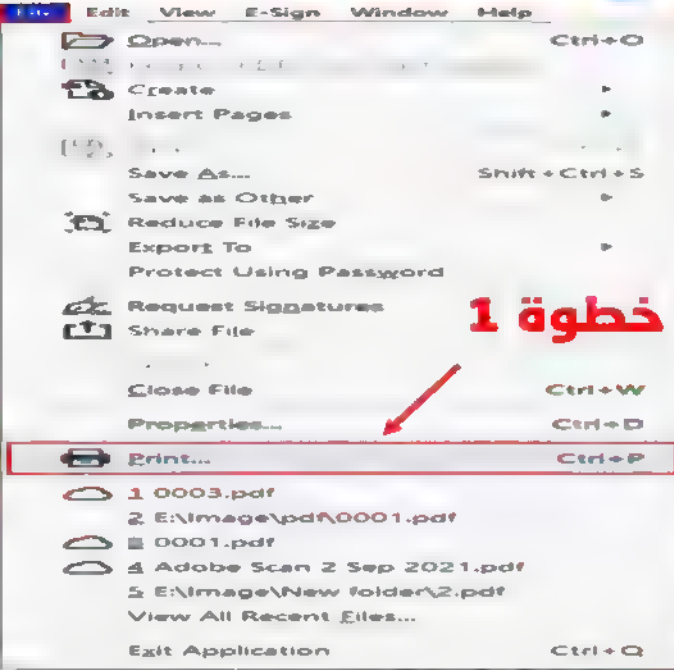 File Edit View E-Sign Window Help
Open... Ctrl+O
Create
Insert Pages
Save As... Shift+Ctrl+S
Save as Other
Reduce File Size
Export To
Protect Using Password
Request Signatures
خطوة 1
Share File
Close File Ctrl+W
Properties... Ctrl+D
Print... Ctrl+P
1 0003.pdf
2 E:\Image\pdf\0001.pdf
0001.pdf
4 Adobe Scan 2 Sep 2021.pdf
5 E:\Image\New folder\2.pdf
View All Recent Files...
Exit Application Ctrl+Q